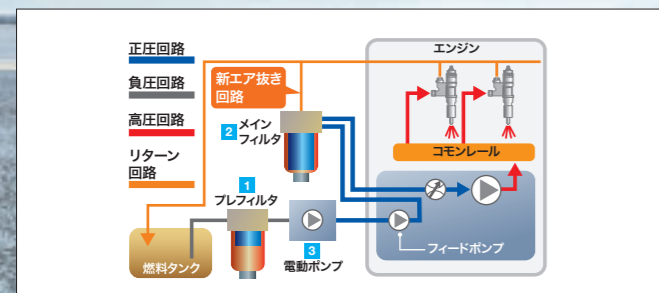 正圧回路
負圧回路
高圧回路
リターン
回路
新エア抜き
回路
エンジン
2 メイン
フィルタ
コモンレール
1
プレフィルタ
燃料タンク
3
電動ポンプ
フィードポンプ